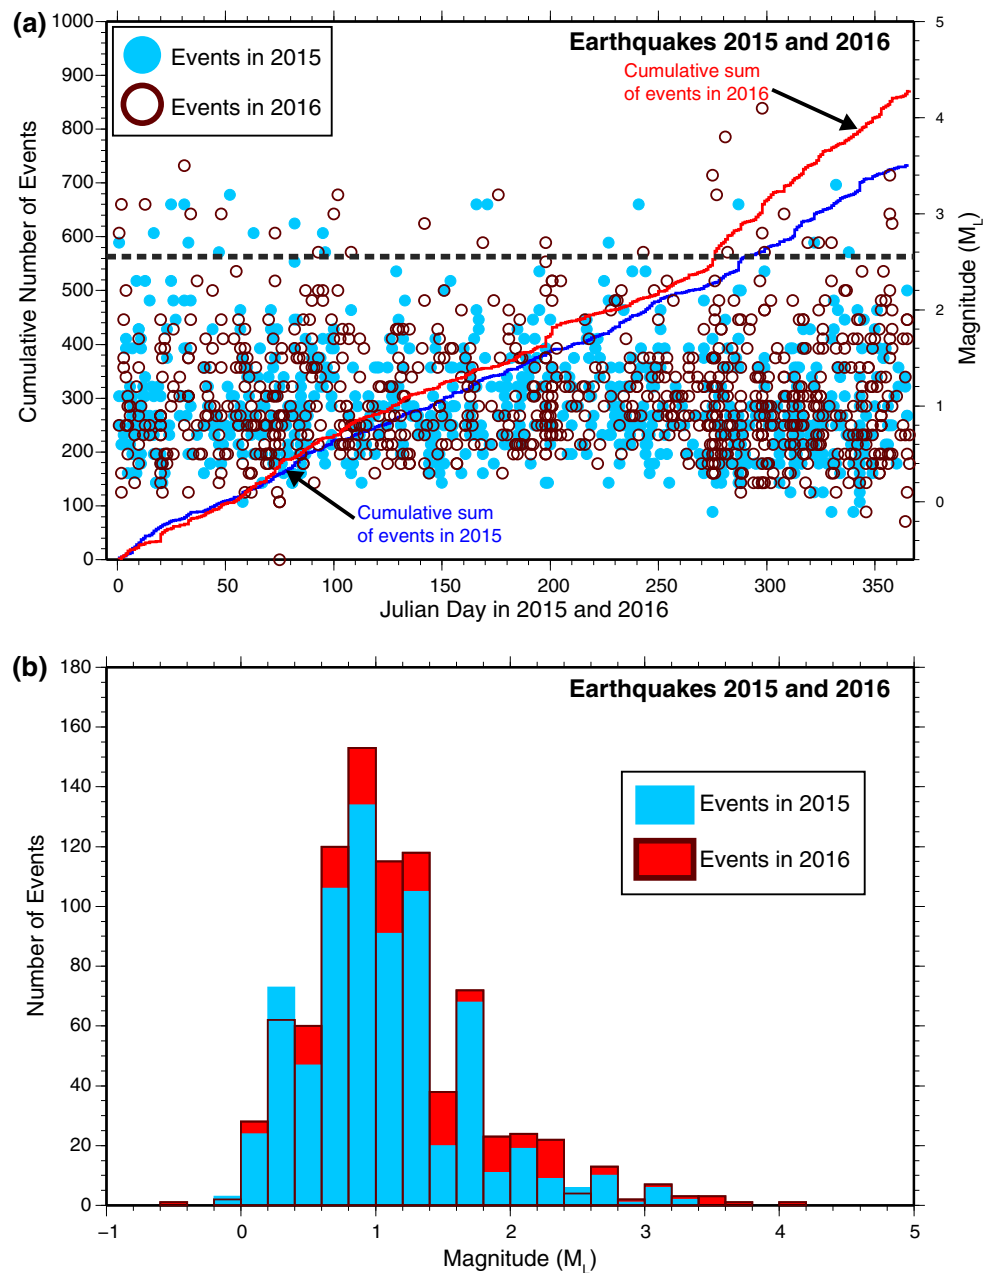 (a)
Earthquakes 2015 and 2016
Events in 2015
Events in 2016
Cumulative sum
of events in 2016
Cumulative sum
of events in 2015
Cumulative Number of Events
0
100
200
300
400
500
600
700
800
900
1000
Magnitude (ML)
0
1
2
3
4
5
0
50
100
150
200
250
300
350
Julian Day in 2015 and 2016
(b)
Earthquakes 2015 and 2016
Events in 2015
Events in 2016
Number of Events
0
20
40
60
80
100
120
140
160
180
−1
0
1
2
3
4
5
Magnitude (ML)